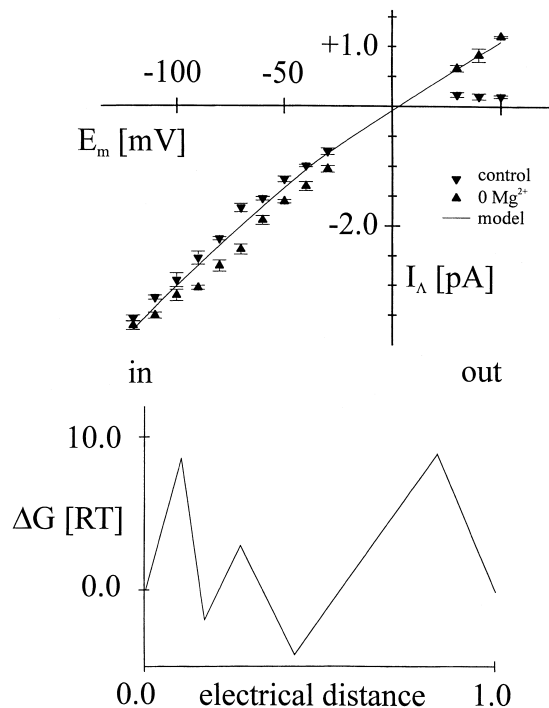 +1.0
-100 -50
E_m [mV]
control
0 Mg²⁺
model
-2.0
I_Λ [pA]
in out
10.0
ΔG [RT]
0.0
0.0 electrical distance 1.0